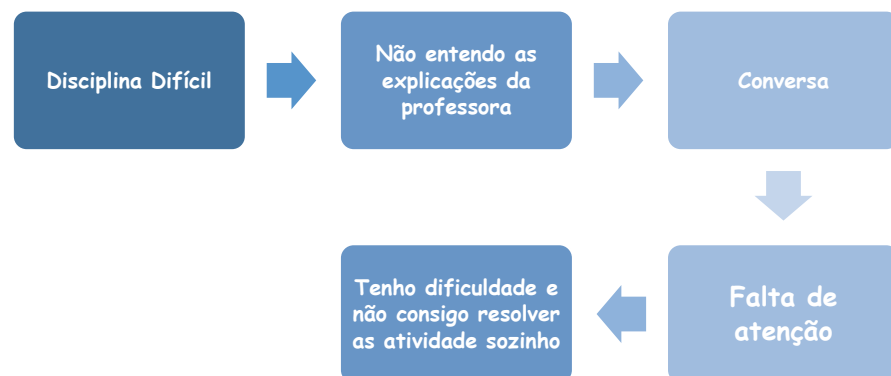 Disciplina Difícil
Não entendo as
explicações da
professora
Conversa
Falta de
atenção
Tenho dificuldade e
não consigo resolver
as atividade sozinho